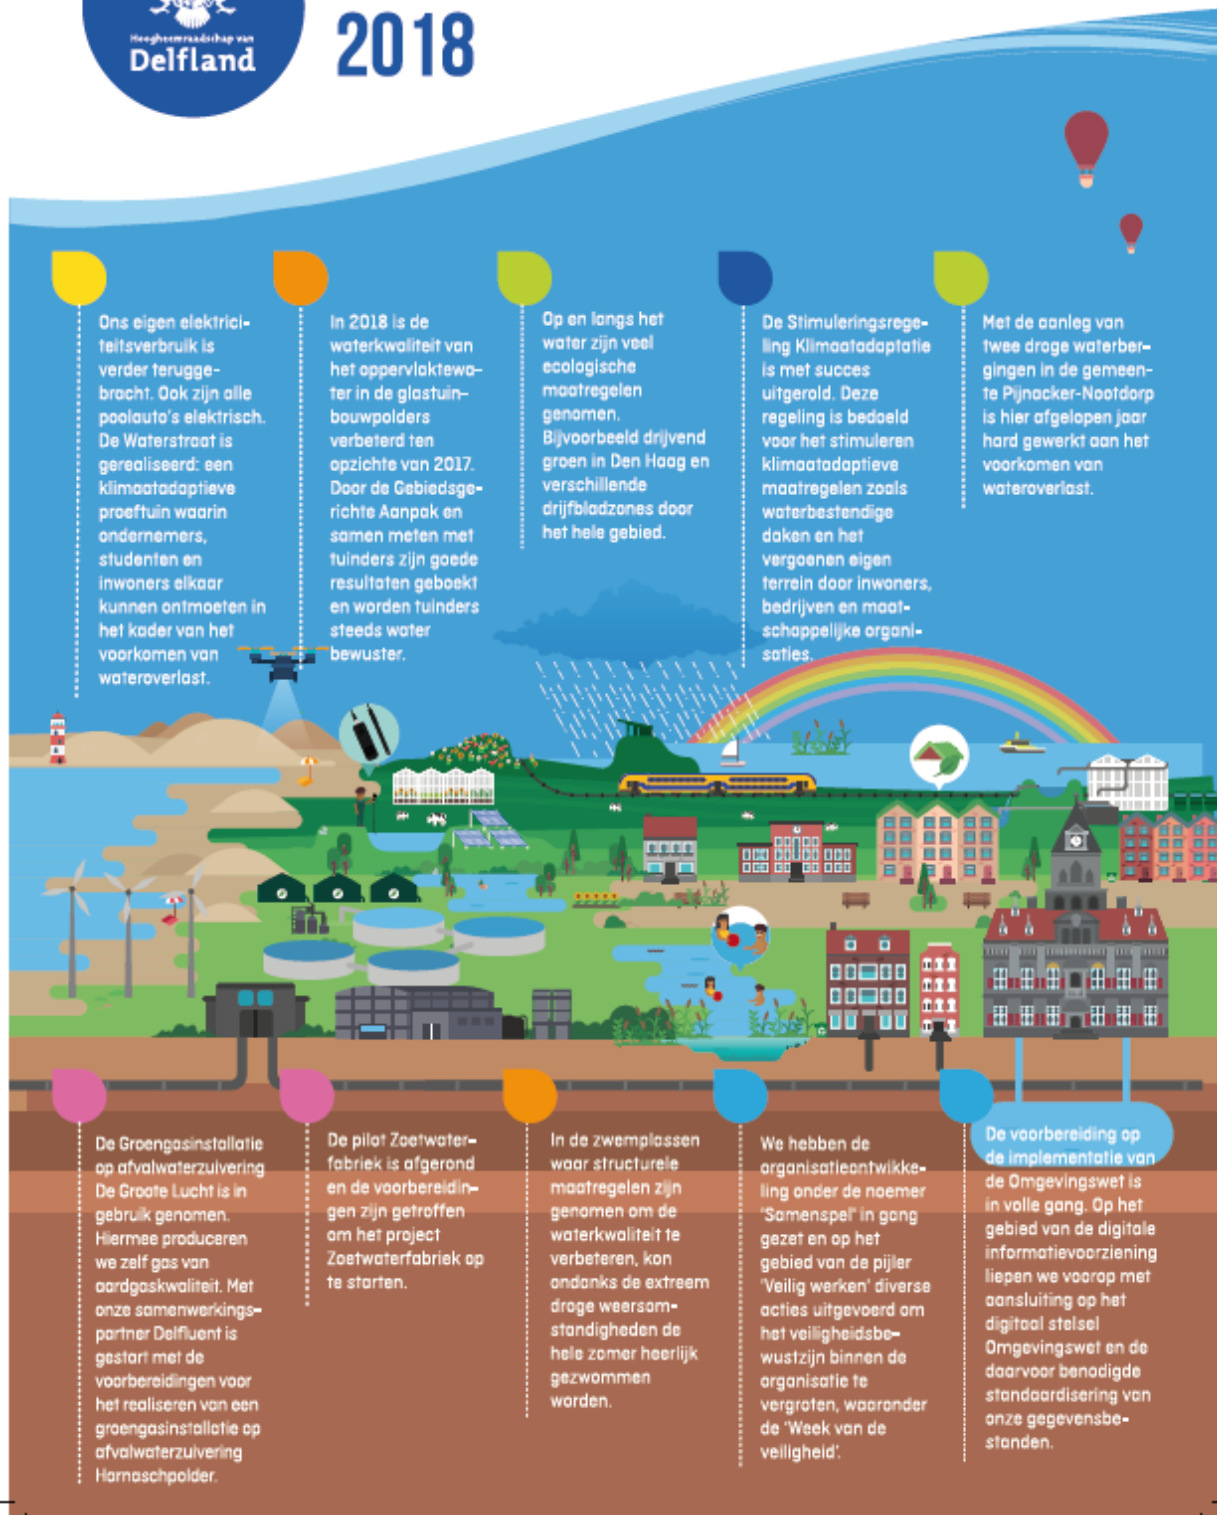 Hoogheemraadschap van
Delfland
2018
Ons eigen elektrici-
teitsverbruik is
verder terugge-
bracht. Ook zijn alle
poolauto's elektrisch.
De Waterstraat is
gerealiseerd: een
klimaatadaptieve
proeftuin waarin
ondernemers,
studenten en
inwoners elkaar
kunnen ontmoeten in
het kader van het
voorkomen van
wateroverlast.
In 2018 is de
waterkwaliteit van
het oppervlaktewa-
ter in de glastuin-
bouwpolders
verbeterd ten
opzichte van 2017.
Door de Gebiedsge-
richte Aanpak en
samen meten met
tuinders zijn goede
resultaten geboekt
en worden tuinders
steeds water
bewuster.
Op en langs het
water zijn veel
ecologische
maatregelen
genomen.
Bijvoorbeeld drijvend
groen in Den Haag en
verschillende
drijfbladzones door
het hele gebied.
De Stimuleringsrege-
ling Klimaatadaptatie
is met succes
uitgerold. Deze
regeling is bedoeld
voor het stimuleren
klimaatadaptieve
maatregelen zoals
waterbestendige
daken en het
vergoenen eigen
terrein door inwoners,
bedrijven en maat-
schappelijke organi-
saties.
Met de aanleg van
twee droge waterber-
gingen in de gemeen-
te Pijnacker-Nootdorp
is hier afgelopen jaar
hard gewerkt aan het
voorkomen van
wateroverlast.
De Groengasinstallatie
op afvalwaterzuivering
De Groote Lucht is in
gebruik genomen.
Hiermee produceren
we zelf gas van
aardgaskwaliteit. Met
onze samenwerkings-
partner Delfluent is
gestart met de
voorbereidingen voor
het realiseren van een
groengasinstallatie op
afvalwaterzuivering
Harnaschpolder.
De pilot Zoetwater-
fabriek is afgerond
en de voorbereidin-
gen zijn getroffen
om het project
Zoetwaterfabriek op
te starten.
In de zwemplassen
waar structurele
maatregelen zijn
genomen om de
waterkwaliteit te
verbeteren, kon
ondanks de extreem
droge weersom-
standigheden de
hele zomer heerlijk
gezwommen
worden.
We hebben de
organisatieontwikke-
ling onder de noemer
'Samenspel' in gang
gezet en op het
gebied van de pijler
'Veilig werken' diverse
acties uitgevoerd om
het veiligheidsbe-
wustzijn binnen de
organisatie te
vergroten, waaronder
de 'Week van de
veiligheid'.
De voorbereiding op
de implementatie van
de Omgevingswet is
in volle gang. Op het
gebied van de digitale
informatievoorziening
liepen we voorop met
aansluiting op het
digitaal stelsel
Omgevingswet en de
daarvoor benodigde
standaardisering van
onze gegevensbe-
standen.